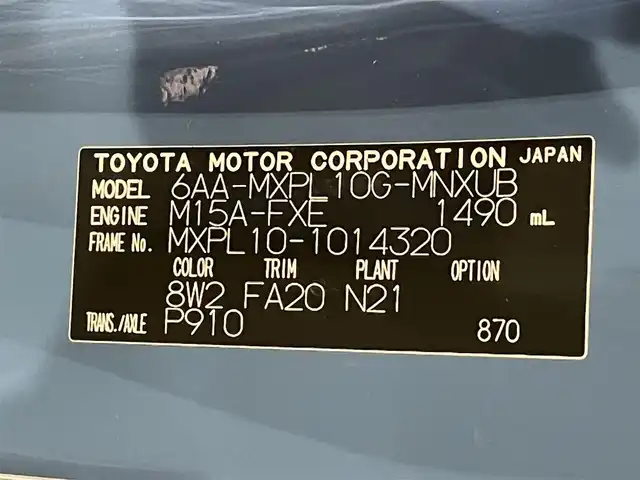 TOYOTA MOTOR CORPORATION JAPAN
MODEL 6AA-MXPL10G-MNXUB
ENGINE M15A-FXE 1490 mL
FRAME No. MXPL10-1014320
COLOR TRIM PLANT OPTION
8W2 FA20 N21
TRANS./AXLE P910 870